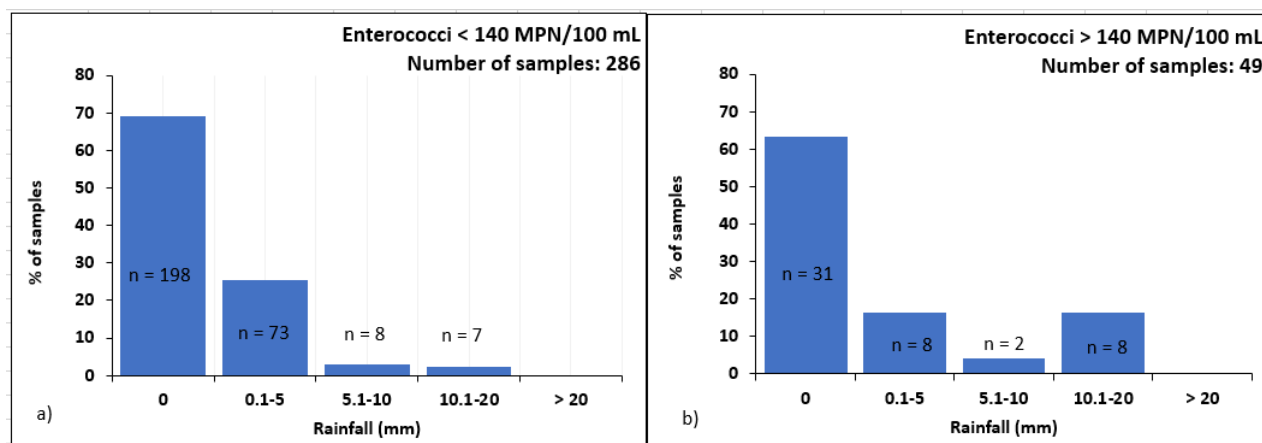 Enterococci < 140 MPN/100 mL
Number of samples: 286
80
70
60
50
40
30
20
10
0
% of samples
n = 198
n = 73
n = 8
n = 7
0 0.1-5 5.1-10 10.1-20 > 20
Rainfall (mm)
a)
Enterococci > 140 MPN/100 mL
Number of samples: 49
80
70
60
50
40
30
20
10
0
% of samples
n = 31
n = 8
n = 2
n = 8
0 0.1-5 5.1-10 10.1-20 > 20
Rainfall (mm)
b)